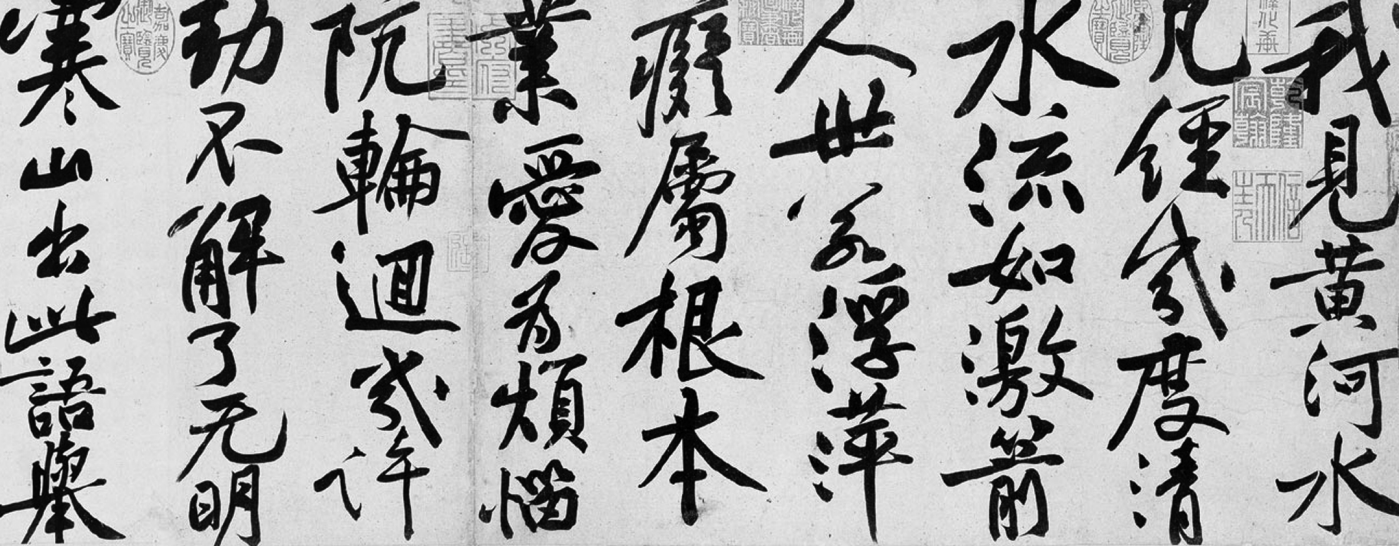 我見黃河水
凡經幾度清
水流如激箭
人世若浮萍
癡屬根本
業愛為煩惱
阬輪迴幾許
劫不解了无明
寒山出此語舉